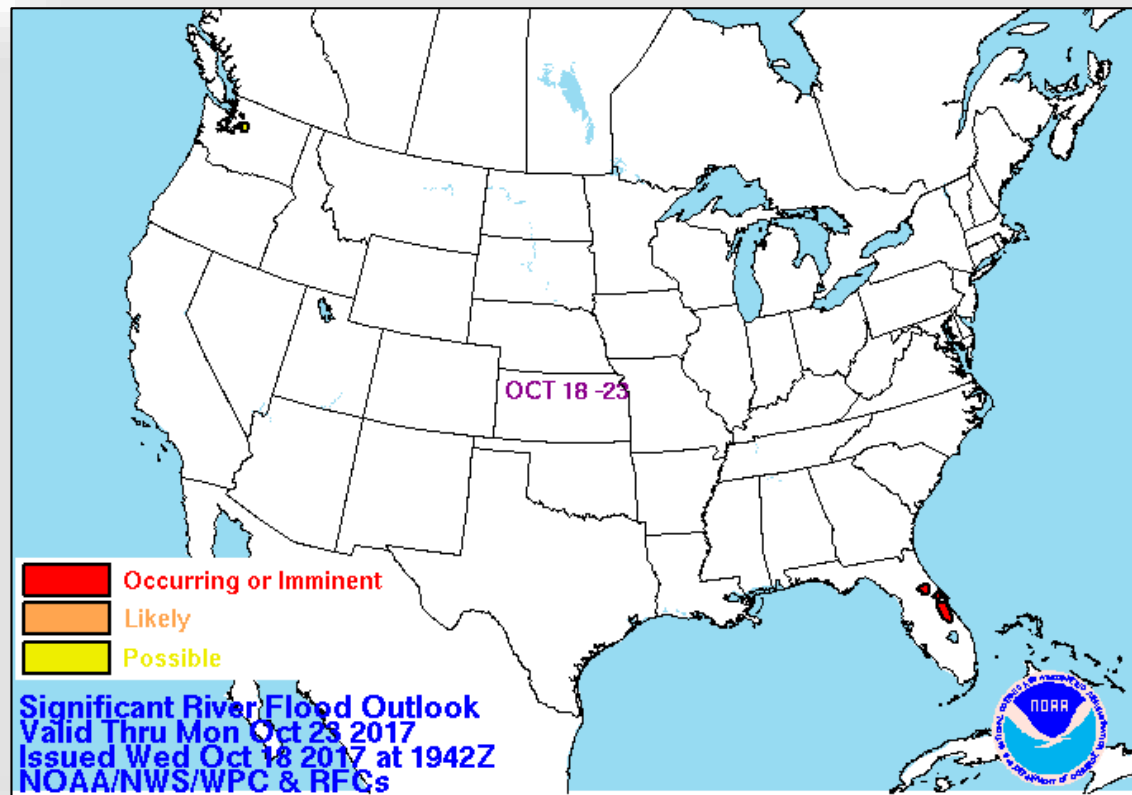 OCT 18 -23
Occurring or Imminent
Likely
Possible
Significant River Flood Outlook
Valid Thru Mon Oct 23 2017
Issued Wed Oct 18 2017 at 1942Z
NOAA/NWS/WPC & RFCs
NOAA